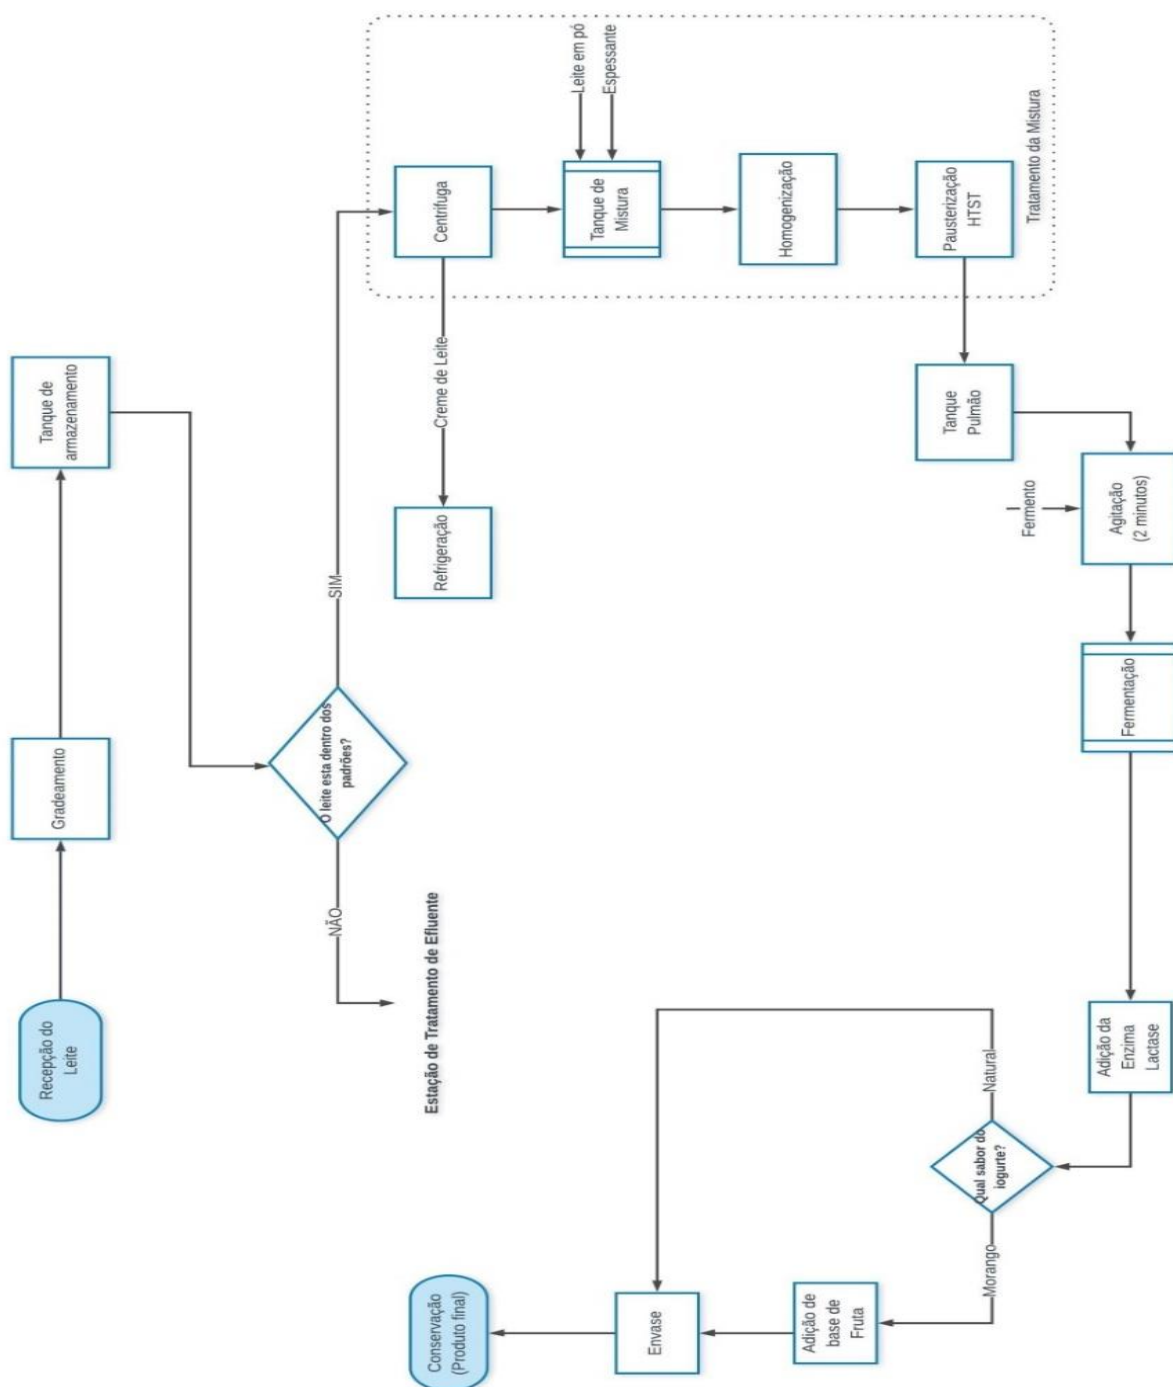 Recepção do
Leite
Gradeamento
Tanque de
armazenamento
O leite esta dentro dos
padrões?
NÃO
Estação de Tratamento de Efluente
SIM
Centrífuga
Creme de Leite
Refrigeração
Leite em pó
Espessante
Tanque de
Mistura
Homogenização
Pausterização
HTST
Tratamento da Mistura
Tanque
Pulmão
Fermento
Agitação
(2 minutos)
Fermentação
Adição da
Enzima
Lactase
Qual sabor do
iogurte?
Natural
Morango
Adição de
base de
Fruta
Envase
Conservação
(Produto final)